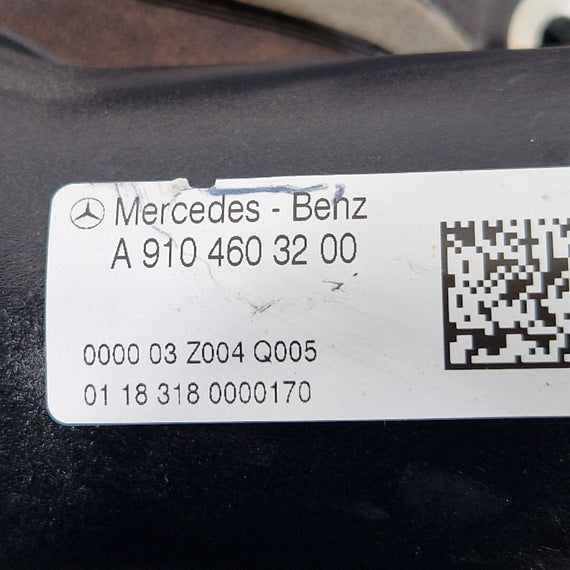 Mercedes - Benz
A 910 460 32 00
0000 03 Z004 Q005
01 18 318 0000170